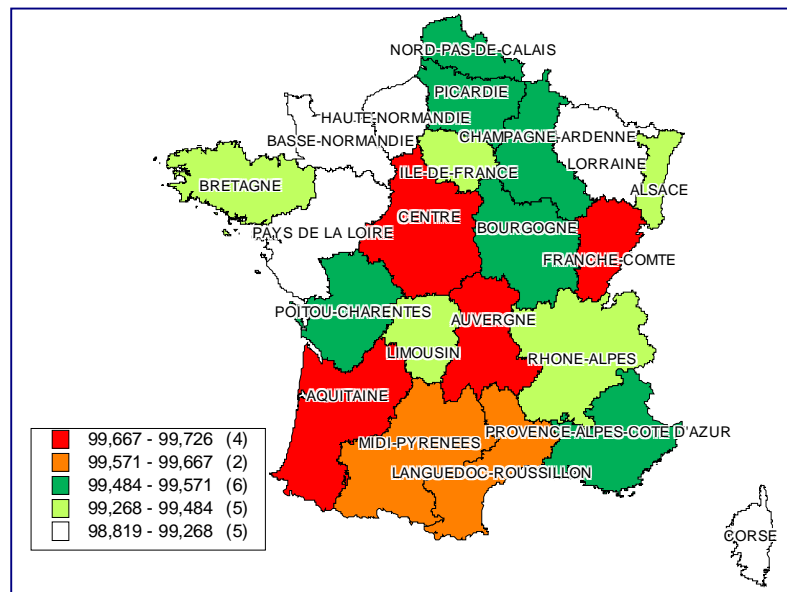 NORD-PAS-DE-CALAIS
PICARDIE
HAUTE-NORMANDIE
BASSE-NORMANDIE
CHAMPAGNE-ARDENNE
LORRAINE
ILE-DE-FRANCE
ALSACE
BRETAGNE
CENTRE
BOURGOGNE
PAYS DE LA LOIRE
FRANCHE-COMTE
POITOU-CHARENTES
AUVERGNE
LIMOUSIN
RHONE-ALPES
AQUITAINE
PROVENCE-ALPES-COTE D'AZUR
MIDI-PYRENEES
LANGUEDOC-ROUSSILLON
CORSE
99,667 - 99,726 (4)
99,571 - 99,667 (2)
99,484 - 99,571 (6)
99,268 - 99,484 (5)
98,819 - 99,268 (5)